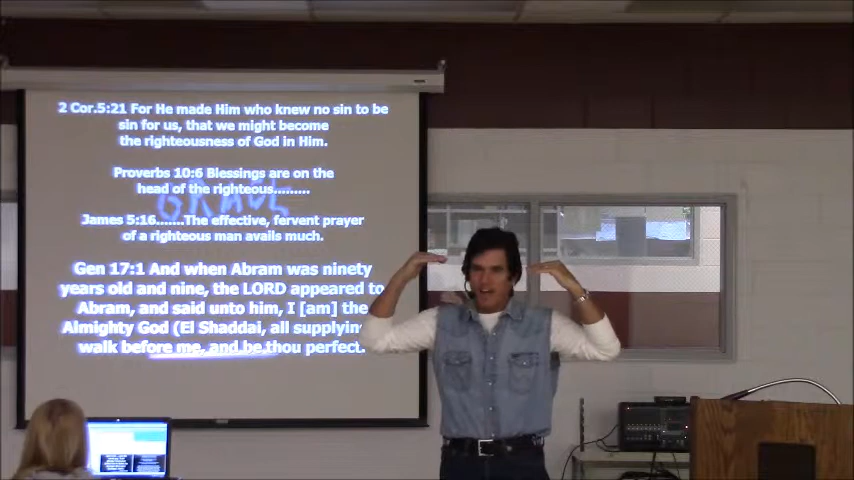 2 Cor.5:21 For He made Him who knew no sin to be
sin for us, that we might become
the righteousness of God in Him.
Proverbs 10:6 Blessings are on the
head of the righteous.........
GRACE
James 5:16.......The effective, fervent prayer
of a righteous man avails much.
Gen 17:1 And when Abram was ninety
years old and nine, the LORD appeared to
Abram, and said unto him, I [am] the
Almighty God (El Shaddai, all supplying
walk before me, and be thou perfect.